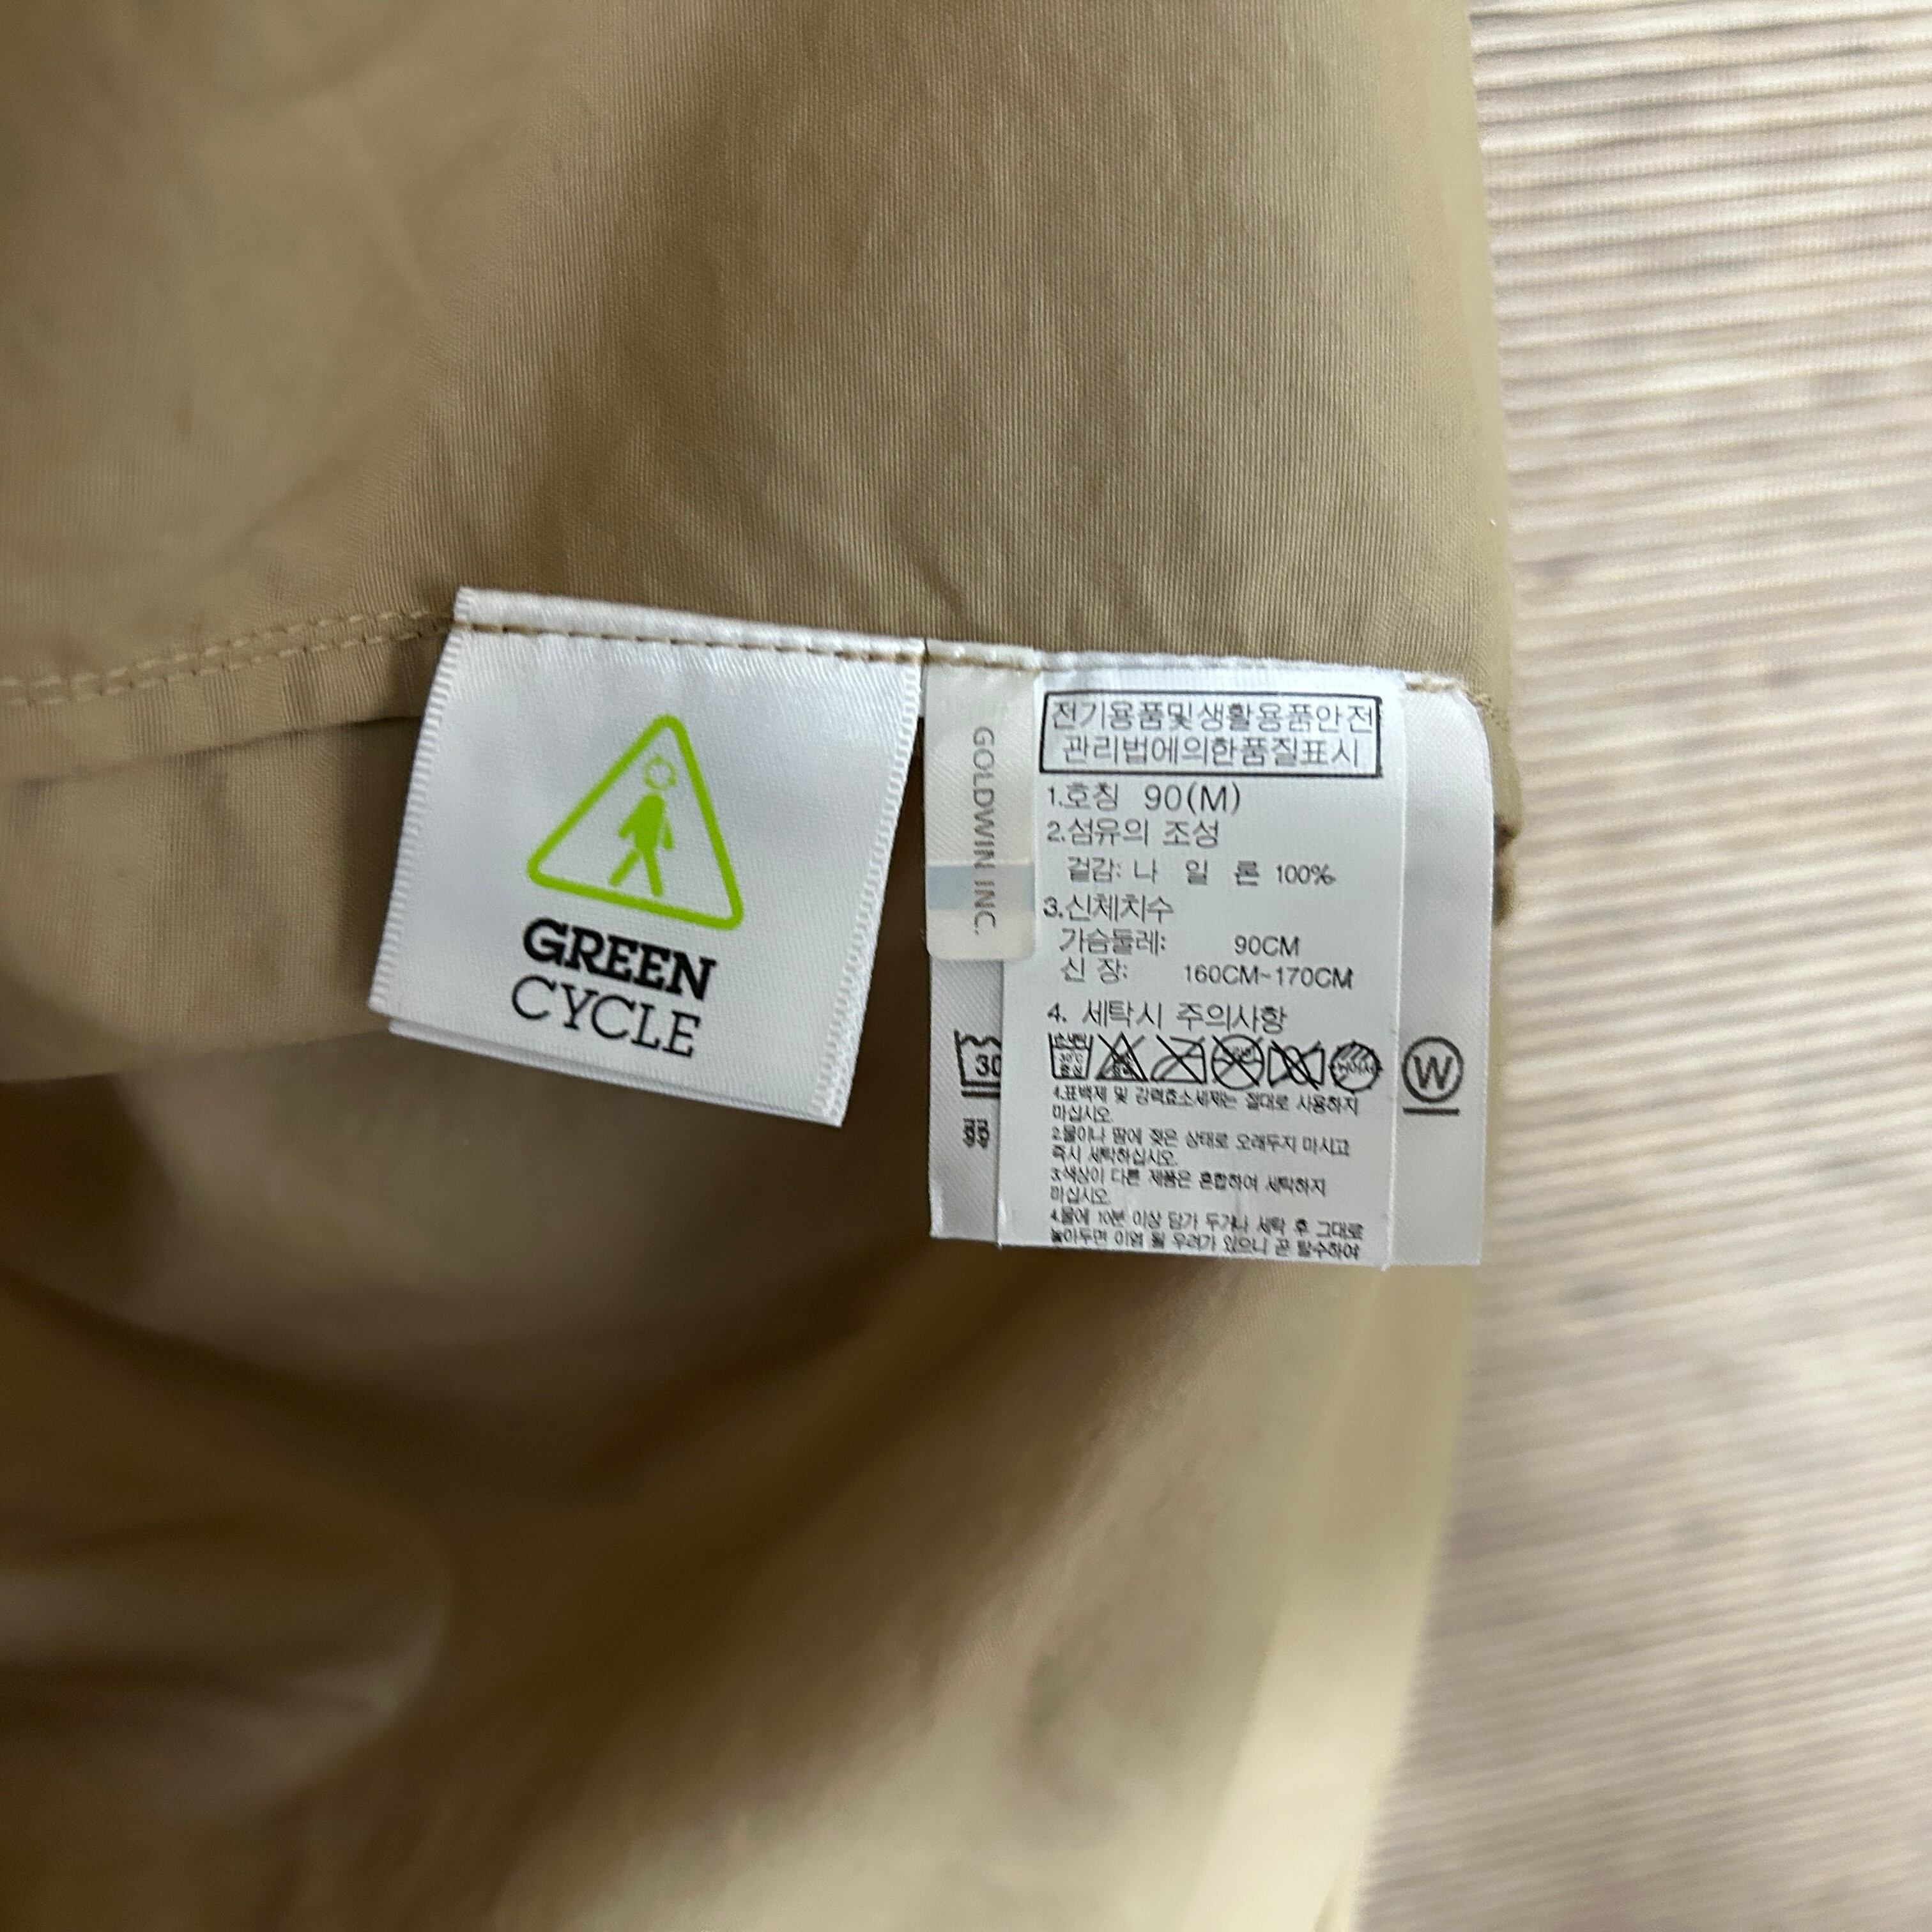 GREEN
CYCLE
GOLDWIN INC.
30
전기용품및생활용품안전
관리법에의한품질표시
1.호칭 90(M)
2.섬유의 조성
겉감: 나 일 론 100%
3.신체치수
가슴둘레: 90CM
신 장: 160CM~170CM
4. 세탁시 주의사항
30°C
중성
W
1.표백제 및 강력효소세제는 절대로 사용하지
마십시오.
2.물이나 땀에 젖은 상태로 오래두지 마시고
즉시 세탁하십시오.
3.색상이 다른 제품은 혼합하여 세탁하지
마십시오.
4.물에 10분 이상 담가 두거나 세탁 후 그대로
놓아두면 이염 될 우려가 있으니 곧 탈수하여